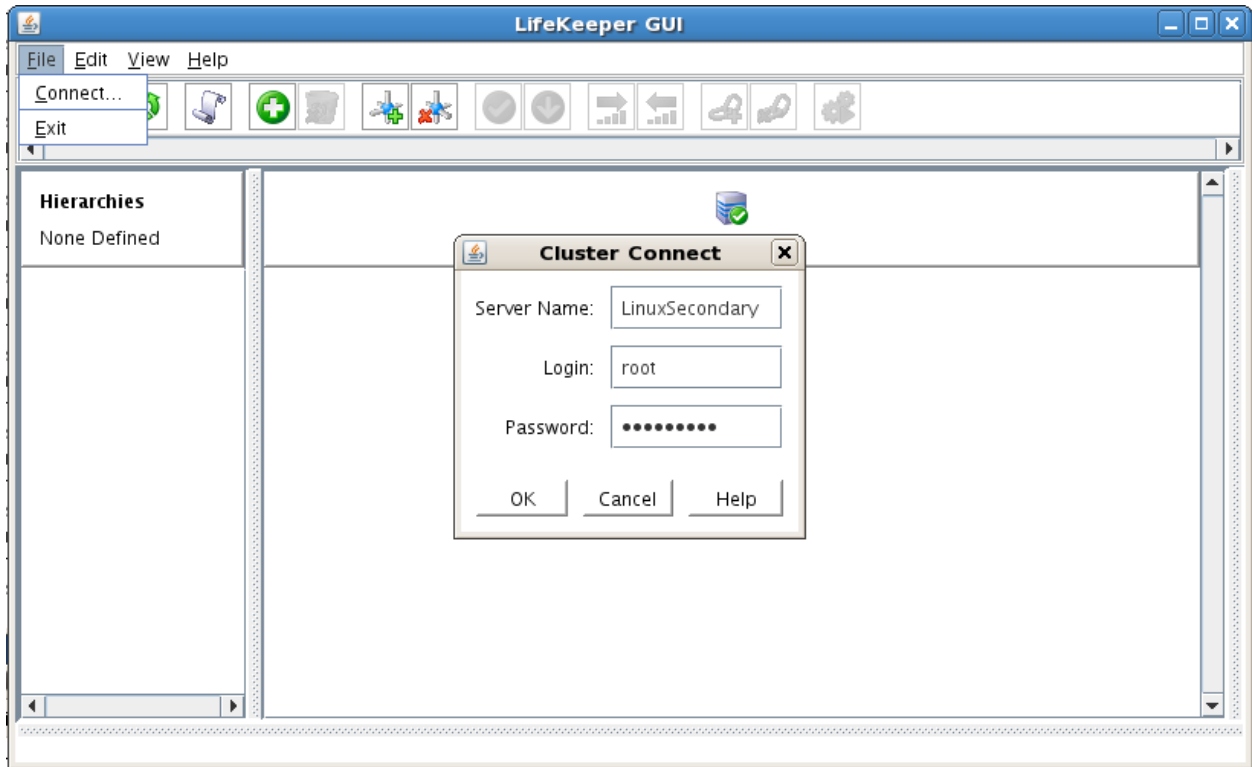 LifeKeeper GUI
File Edit View Help
Connect...
Exit
Hierarchies
None Defined
Cluster Connect
Server Name: LinuxSecondary
Login: root
Password: •••••••••
OK Cancel Help